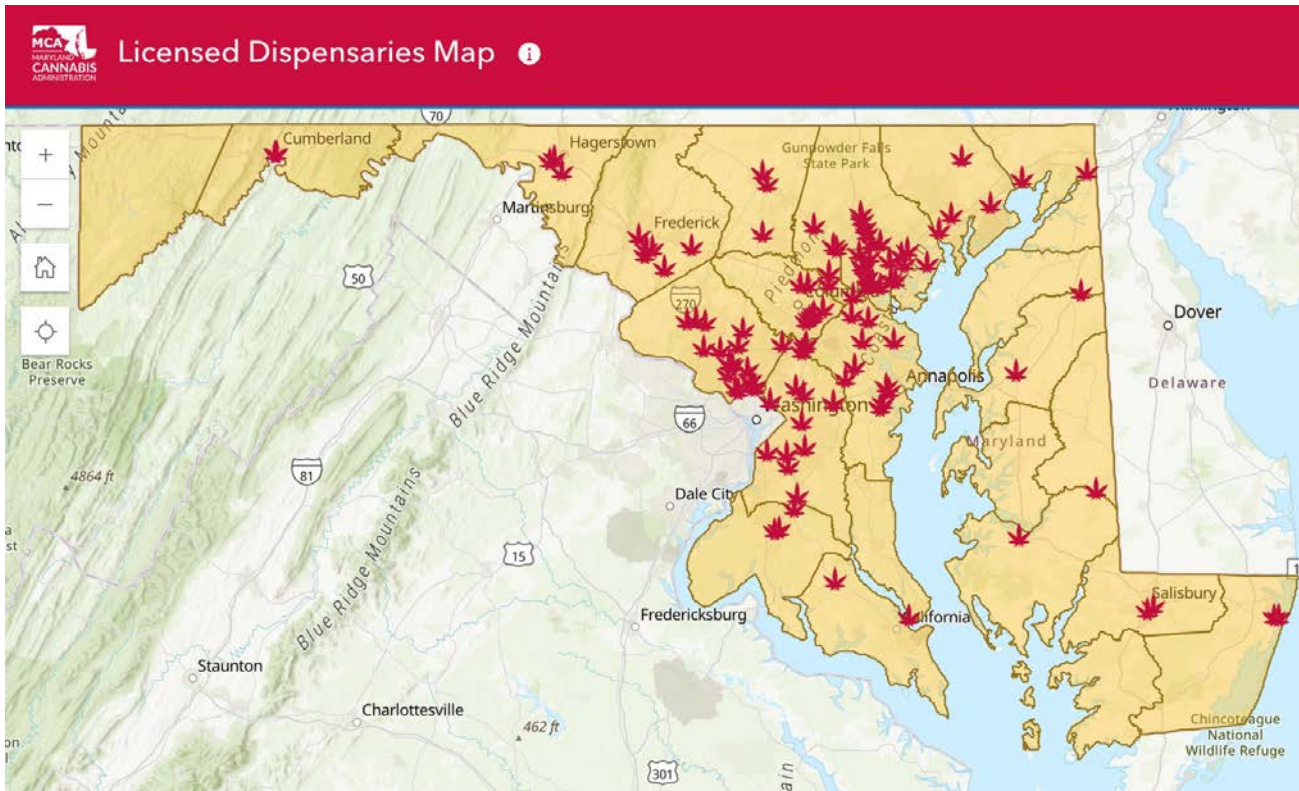 MCA
MARYLAND
CANNABIS
ADMINISTRATION
Licensed Dispensaries Map
i
70
Cumberland
Hagerstown
Gunpowder Falls
State Park
Martinsburg
Frederick
50
270
Piedmont
Bear Rocks
Preserve
Blue Ridge Mountains
Dover
Annapolis
Delaware
66
Washington
Maryland
4864 ft
81
Dale City
15
Blue Ridge Mountains
Salisbury
Fredericksburg
California
Staunton
Charlottesville
462 ft
Chincoteague
National
Wildlife Refuge
301